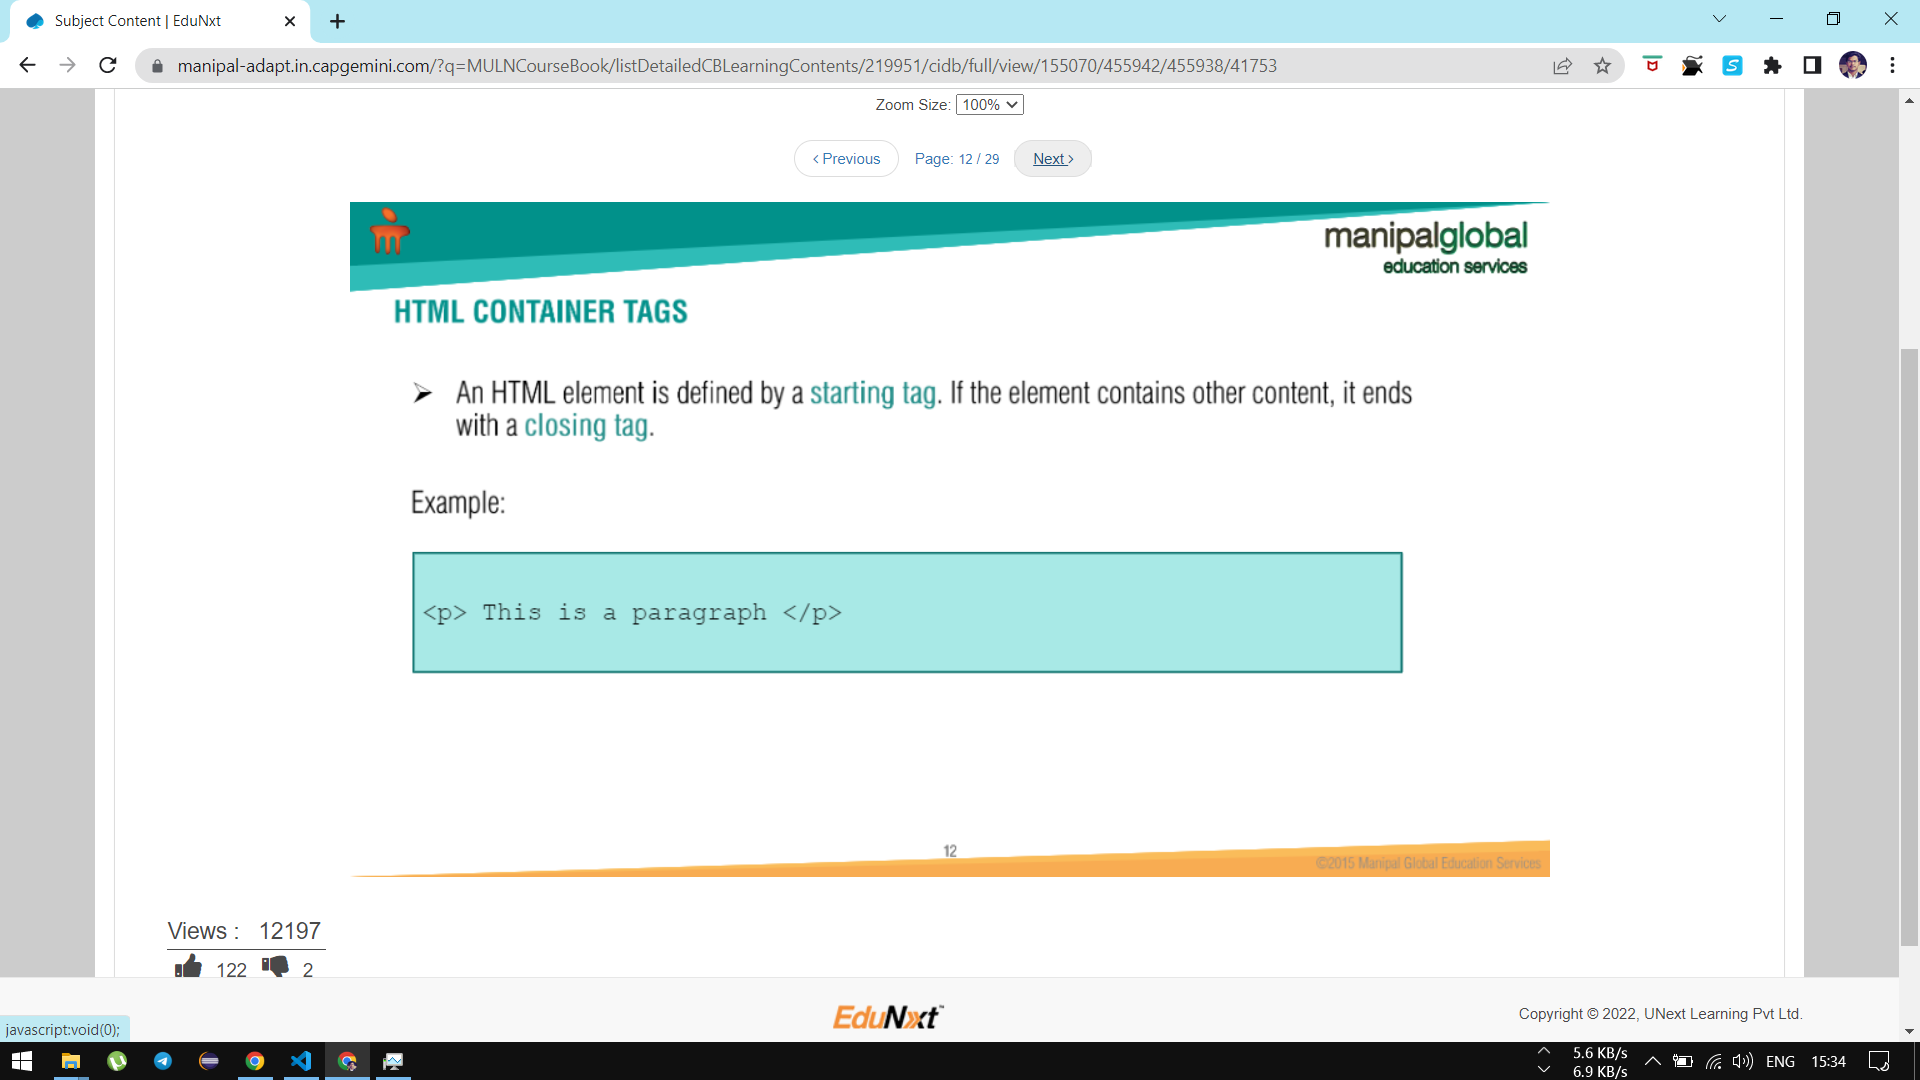 Subject Content | EduNxt
manipal-adapt.in.capgemini.com/?q=MULNCourseBook/listDetailedCBLearningContents/219951/cidb/full/view/155070/455942/455938/41753
Zoom Size: 100%
‹ Previous Page: 12 / 29 Next ›
manipalglobal
education services
HTML CONTAINER TAGS
➢ An HTML element is defined by a starting tag. If the element contains other content, it ends
with a closing tag.
Example:
<p> This is a paragraph </p>
12
©2015 Manipal Global Education Services
Views : 12197
122 2
EduNxt™
Copyright © 2022, UNext Learning Pvt Ltd.
javascript:void(0);
5.6 KB/s
6.9 KB/s
ENG 15:34